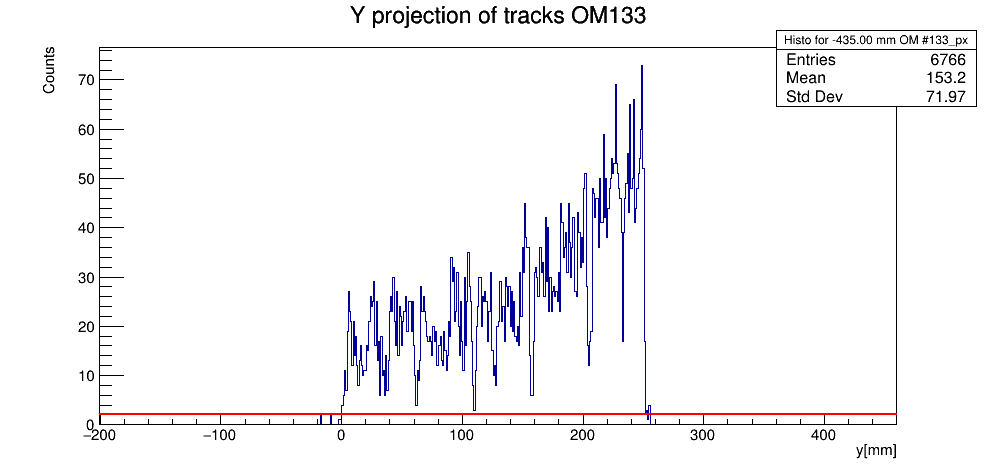 Y projection of tracks OM133
Histo for -435.00 mm OM #133_px
Entries 6766
Mean 153.2
Std Dev 71.97
Counts
70
60
50
40
30
20
10
0
−200 −100 0 100 200 300 400
y[mm]